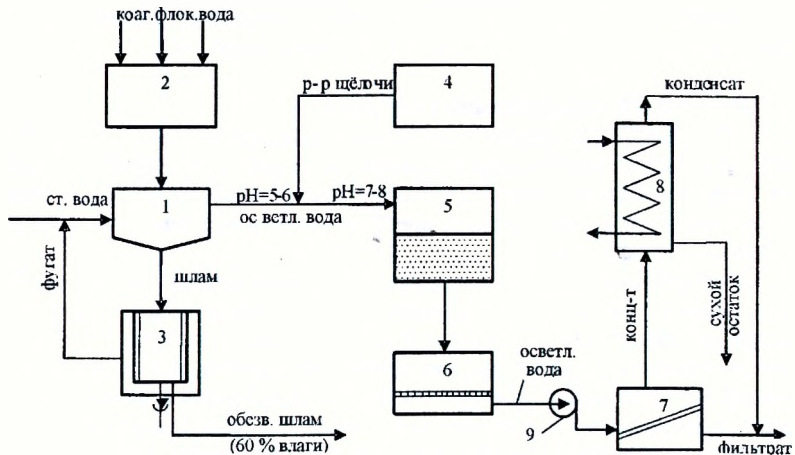 коаг.флок.вода
2
р-р щёлочи
4
конденсат
ст. вода
1
pH=5-6
pH=7-8
ос ветл. вода
5
8
фугат
шлам
3
6
осветл.
вода
9
конц-т
сухой
остаток
7
обезв. шлам
(60 % влаги)
фильтрат